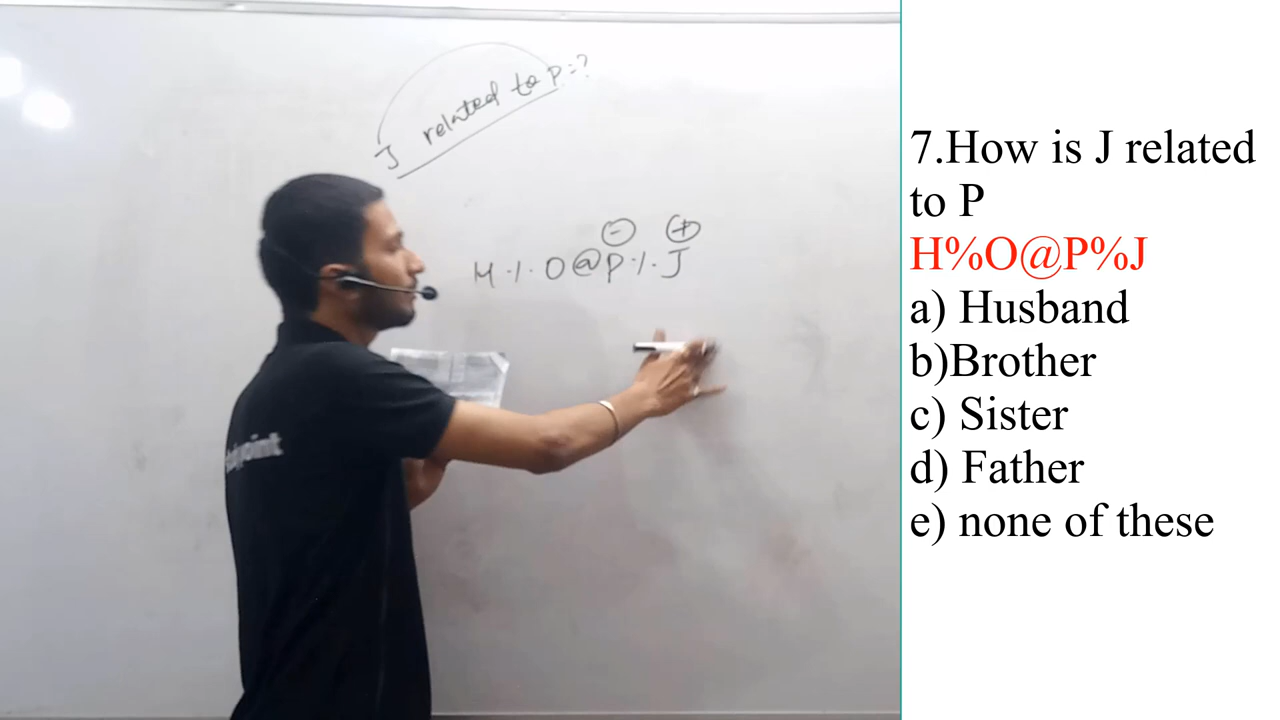 J related to P=?
- +
H % O @ P % J
7.How is J related
to P
H%O@P%J
a) Husband
b)Brother
c) Sister
d) Father
e) none of these